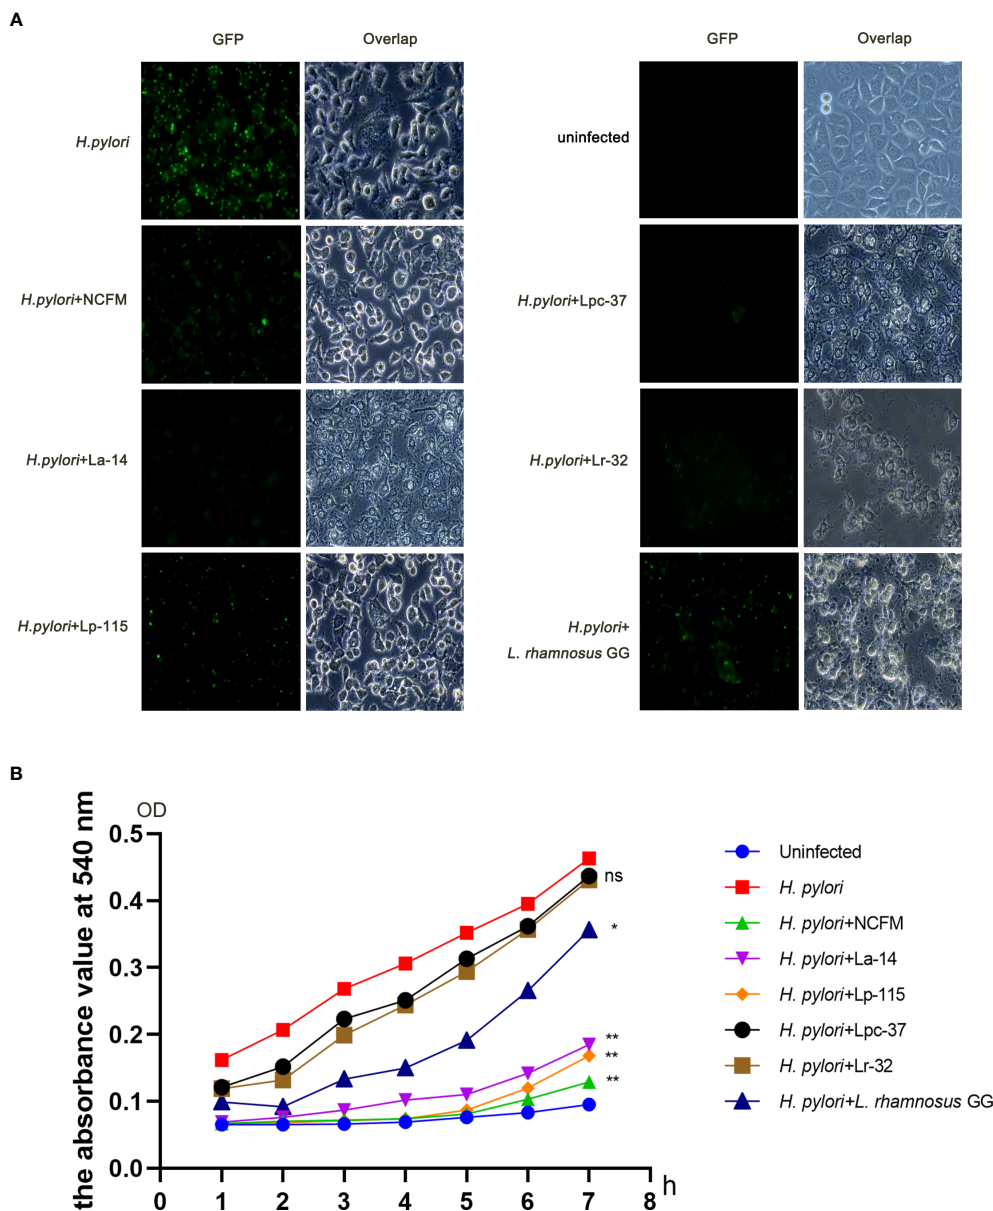 A
GFP Overlap GFP Overlap
H.pylori
uninfected
H.pylori+NCFM
H.pylori+Lpc-37
H.pylori+La-14
H.pylori+Lr-32
H.pylori+Lp-115
H.pylori+
L. rhamnosus GG
B
OD
the absorbance value at 540 nm
0.5
0.4
0.3
0.2
0.1
0.0
0 1 2 3 4 5 6 7 8 h
ns
*
**
**
**
Uninfected
H. pylori
H. pylori+NCFM
H. pylori+La-14
H. pylori+Lp-115
H. pylori+Lpc-37
H. pylori+Lr-32
H. pylori+L. rhamnosus GG